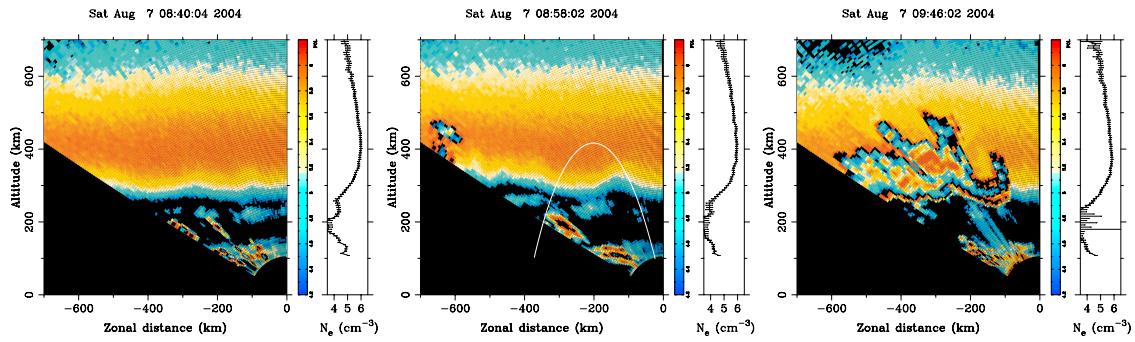 Sat Aug 7 08:40:04 2004
Sat Aug 7 08:58:02 2004
Sat Aug 7 09:46:02 2004
Altitude (km)
0 200 400 600
−600 −400 −200 0
Zonal distance (km)
4 5 6
Ne (cm−3)
Altitude (km)
0 200 400 600
−600 −400 −200 0
Zonal distance (km)
4 5 6
Ne (cm−3)
Altitude (km)
0 200 400 600
−600 −400 −200 0
Zonal distance (km)
4 5 6
Ne (cm−3)